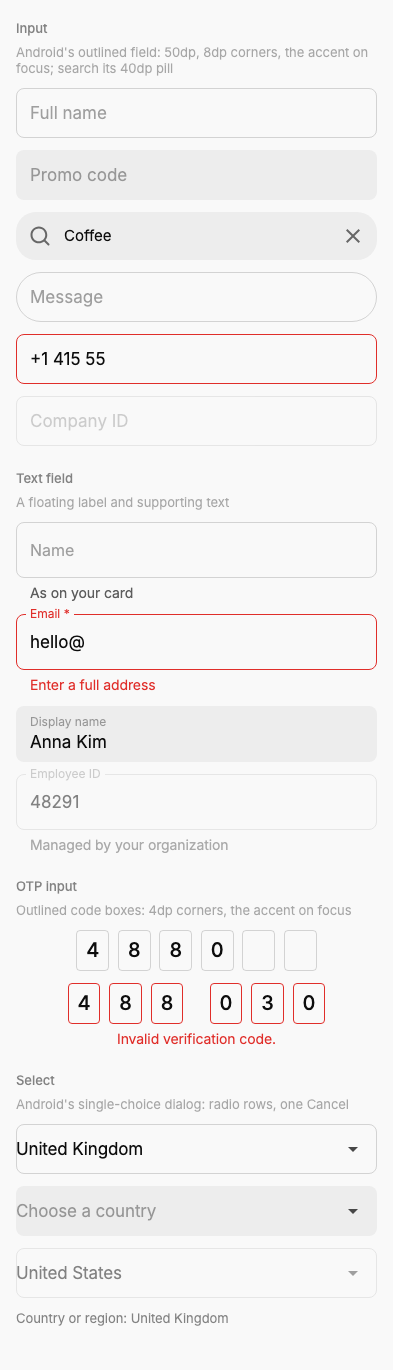 Input
Android's outlined field: 50dp, 8dp corners, the accent on
focus; search its 40dp pill
Full name
Promo code
Coffee
Message
+1 415 55
Company ID
Text field
A floating label and supporting text
Name
As on your card
Email *
hello@
Enter a full address
Display name
Anna Kim
Employee ID
48291
Managed by your organization
OTP input
Outlined code boxes: 4dp corners, the accent on focus
4 8 8 0
4 8 8 0 3 0
Invalid verification code.
Select
Android's single-choice dialog: radio rows, one Cancel
United Kingdom
Choose a country
United States
Country or region: United Kingdom